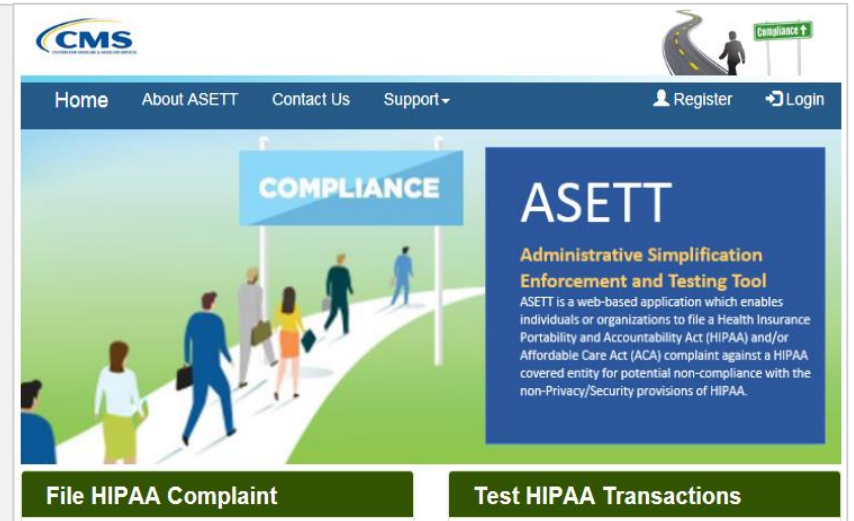 CMS
Compliance
Home About ASETT Contact Us Support Register Login
COMPLIANCE
ASETT
Administrative Simplification
Enforcement and Testing Tool
ASETT is a web-based application which enables
individuals or organizations to file a Health Insurance
Portability and Accountability Act (HIPAA) and/or
Affordable Care Act (ACA) complaint against a HIPAA
covered entity for potential non-compliance with the
non-Privacy/Security provisions of HIPAA.
File HIPAA Complaint
Test HIPAA Transactions